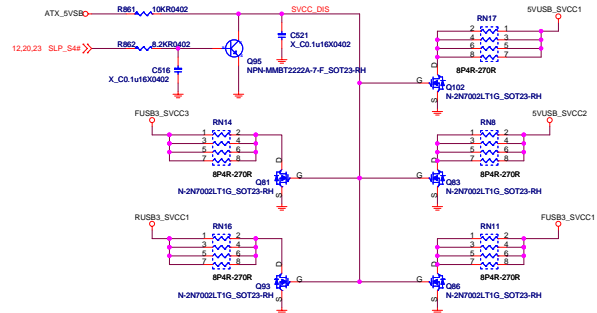 ATX_5VSB R861 10KR0402 SVCC_DIS 5VUSB_SVCC1
RN17
2 1
4 3
6 5
8 7
8P4R-270R
12,20,23 SLP_S4# R862 8.2KR0402
C521
X_C0.1u16X0402
Q95
NPN-MMBT2222A-7-F_SOT23-RH
C516
X_C0.1u16X0402
D
G
S
Q102
N-2N7002LT1G_SOT23-RH
FUSB3_SVCC3
RN14
1 2
3 4
5 6
7 8
8P4R-270R
D
G
S
Q81
N-2N7002LT1G_SOT23-RH
5VUSB_SVCC2
RN8
1 2
3 4
5 6
7 8
8P4R-270R
D
G
S
Q83
N-2N7002LT1G_SOT23-RH
RUSB3_SVCC1
RN16
1 2
3 4
5 6
7 8
8P4R-270R
D
G
S
Q93
N-2N7002LT1G_SOT23-RH
FUSB3_SVCC1
RN11
1 2
3 4
5 6
7 8
8P4R-270R
D
G
S
Q86
N-2N7002LT1G_SOT23-RH